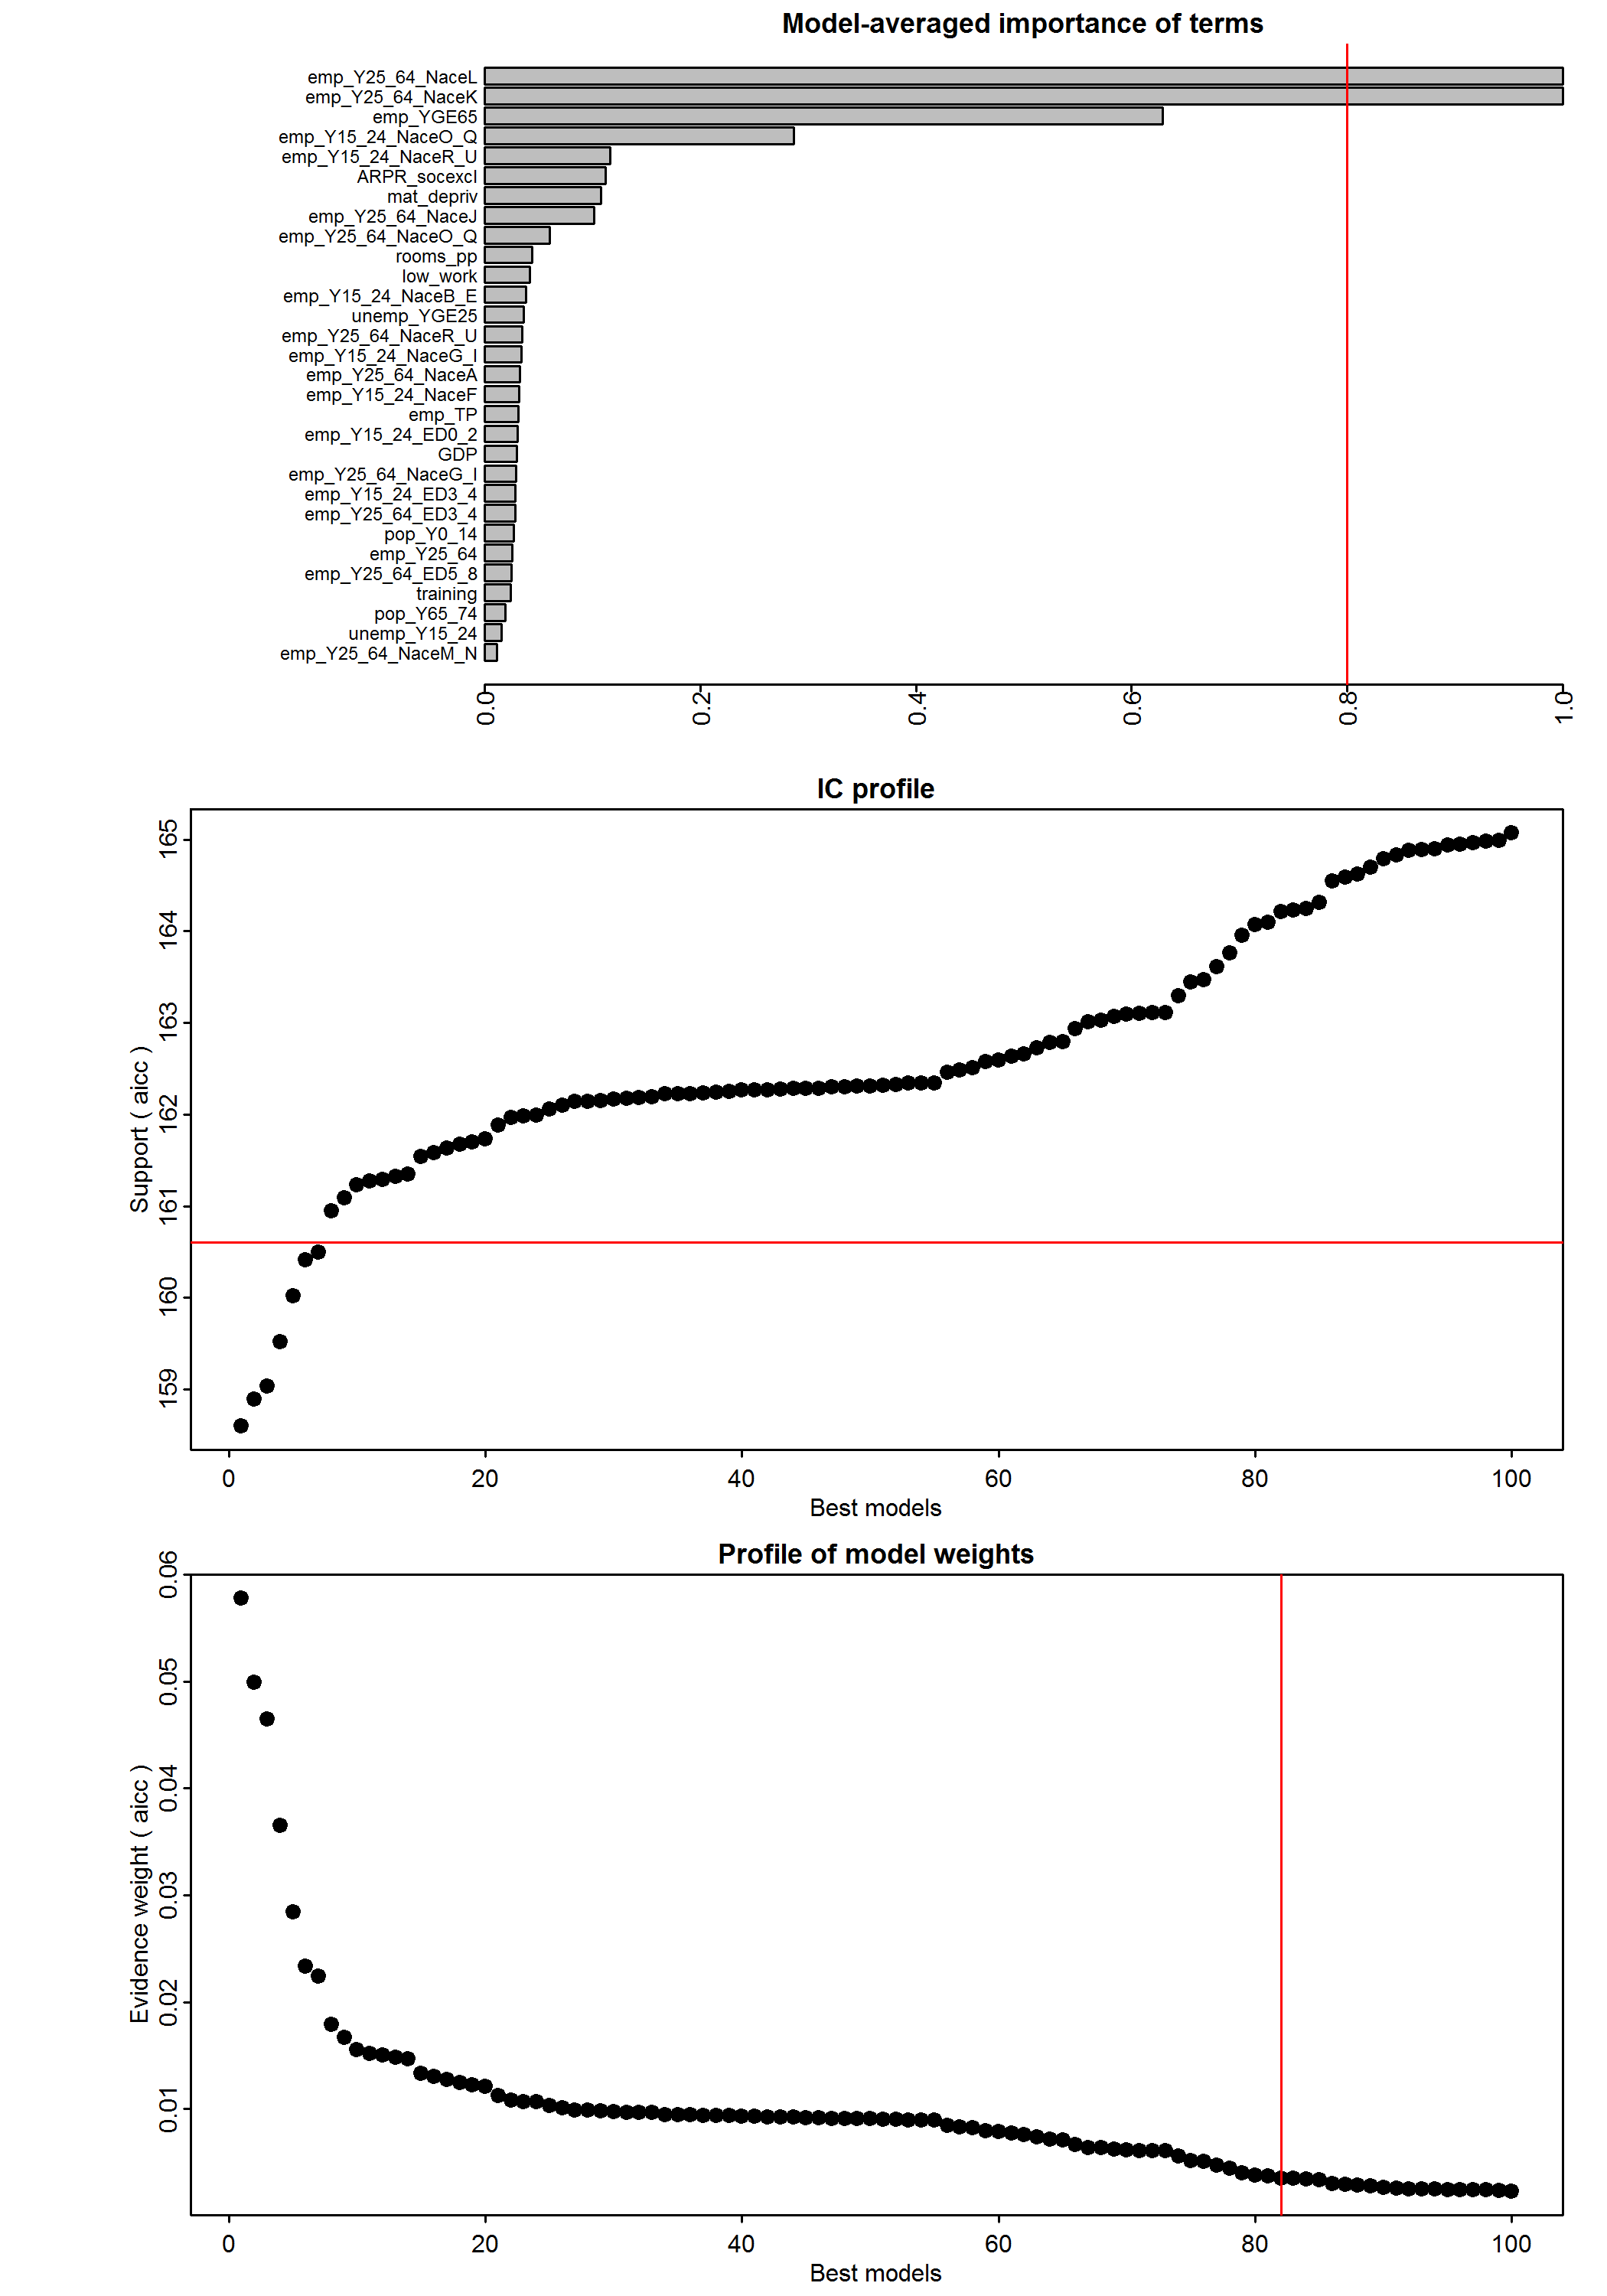 Model-averaged importance of terms
emp_Y25_64_NaceL
emp_Y25_64_NaceK
emp_YGE65
emp_Y15_24_NaceO_Q
emp_Y15_24_NaceR_U
ARPR_socexcl
mat_depriv
emp_Y25_64_NaceJ
emp_Y25_64_NaceO_Q
rooms_pp
low_work
emp_Y15_24_NaceB_E
unemp_YGE25
emp_Y25_64_NaceR_U
emp_Y15_24_NaceG_I
emp_Y25_64_NaceA
emp_Y15_24_NaceF
emp_TP
emp_Y15_24_ED0_2
GDP
emp_Y25_64_NaceG_I
emp_Y15_24_ED3_4
emp_Y25_64_ED3_4
pop_Y0_14
emp_Y25_64
emp_Y25_64_ED5_8
training
pop_Y65_74
unemp_Y15_24
emp_Y25_64_NaceM_N
0.0 0.2 0.4 0.6 0.8 1.0
IC profile
Support ( aicc )
165
164
163
162
161
160
159
0 20 40 60 80 100
Best models
Profile of model weights
Evidence weight ( aicc )
0.06
0.05
0.04
0.03
0.02
0.01
0 20 40 60 80 100
Best models